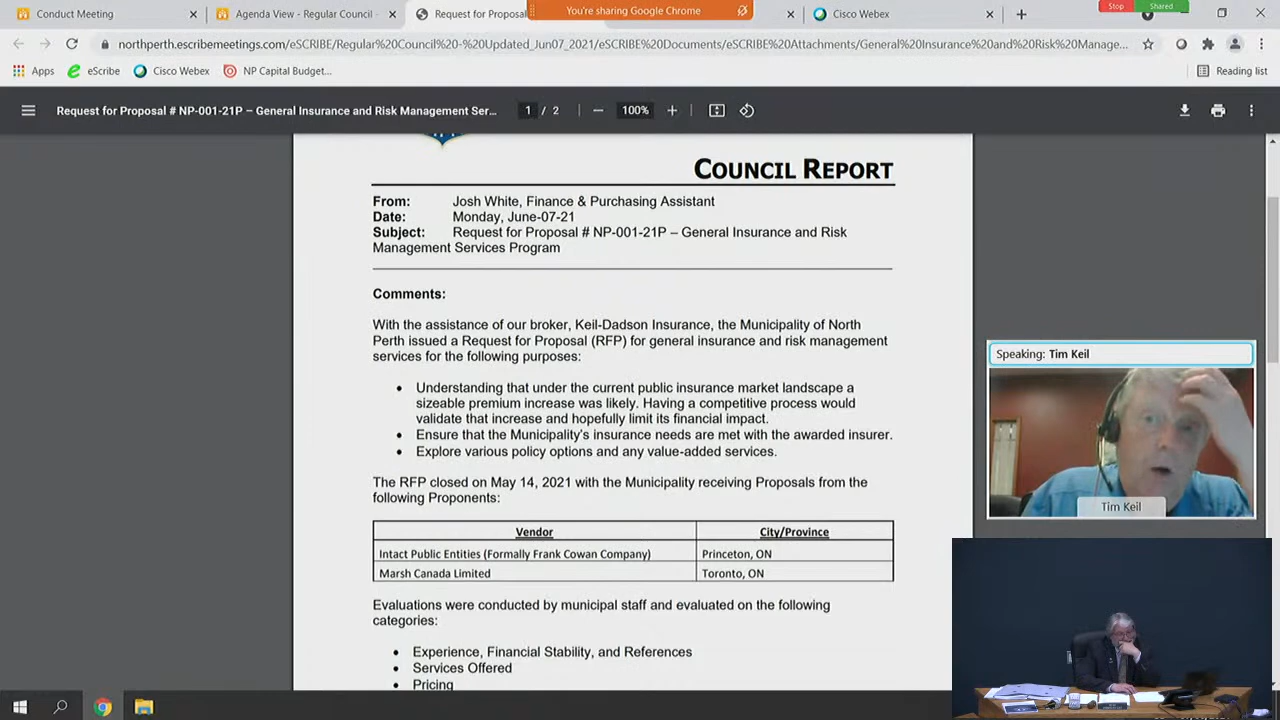 Conduct Meeting
Agenda View - Regular Council -
Request for Proposal
You're sharing Google Chrome
Cisco Webex
Stop
Shared
northperth.escribemeetings.com/eSCRIBE/Regular%20Council%20-%20Updated_Jun07_2021/eSCRIBE%20Documents/eSCRIBE%20Attachments/General%20Insurance%20and%20Risk%20Manage...
Apps
eScribe
Cisco Webex
NP Capital Budget...
Reading list
Request for Proposal # NP-001-21P – General Insurance and Risk Management Ser...
1 / 2
100%
COUNCIL REPORT
From: Josh White, Finance & Purchasing Assistant
Date: Monday, June-07-21
Subject: Request for Proposal # NP-001-21P – General Insurance and Risk
Management Services Program
Comments:
With the assistance of our broker, Keil-Dadson Insurance, the Municipality of North
Perth issued a Request for Proposal (RFP) for general insurance and risk management
services for the following purposes:
• Understanding that under the current public insurance market landscape a
sizeable premium increase was likely. Having a competitive process would
validate that increase and hopefully limit its financial impact.
• Ensure that the Municipality's insurance needs are met with the awarded insurer.
• Explore various policy options and any value-added services.
The RFP closed on May 14, 2021 with the Municipality receiving Proposals from the
following Proponents:
Vendor City/Province
Intact Public Entities (Formally Frank Cowan Company) Princeton, ON
Marsh Canada Limited Toronto, ON
Evaluations were conducted by municipal staff and evaluated on the following
categories:
• Experience, Financial Stability, and References
• Services Offered
• Pricing
Speaking: Tim Keil
Tim Keil